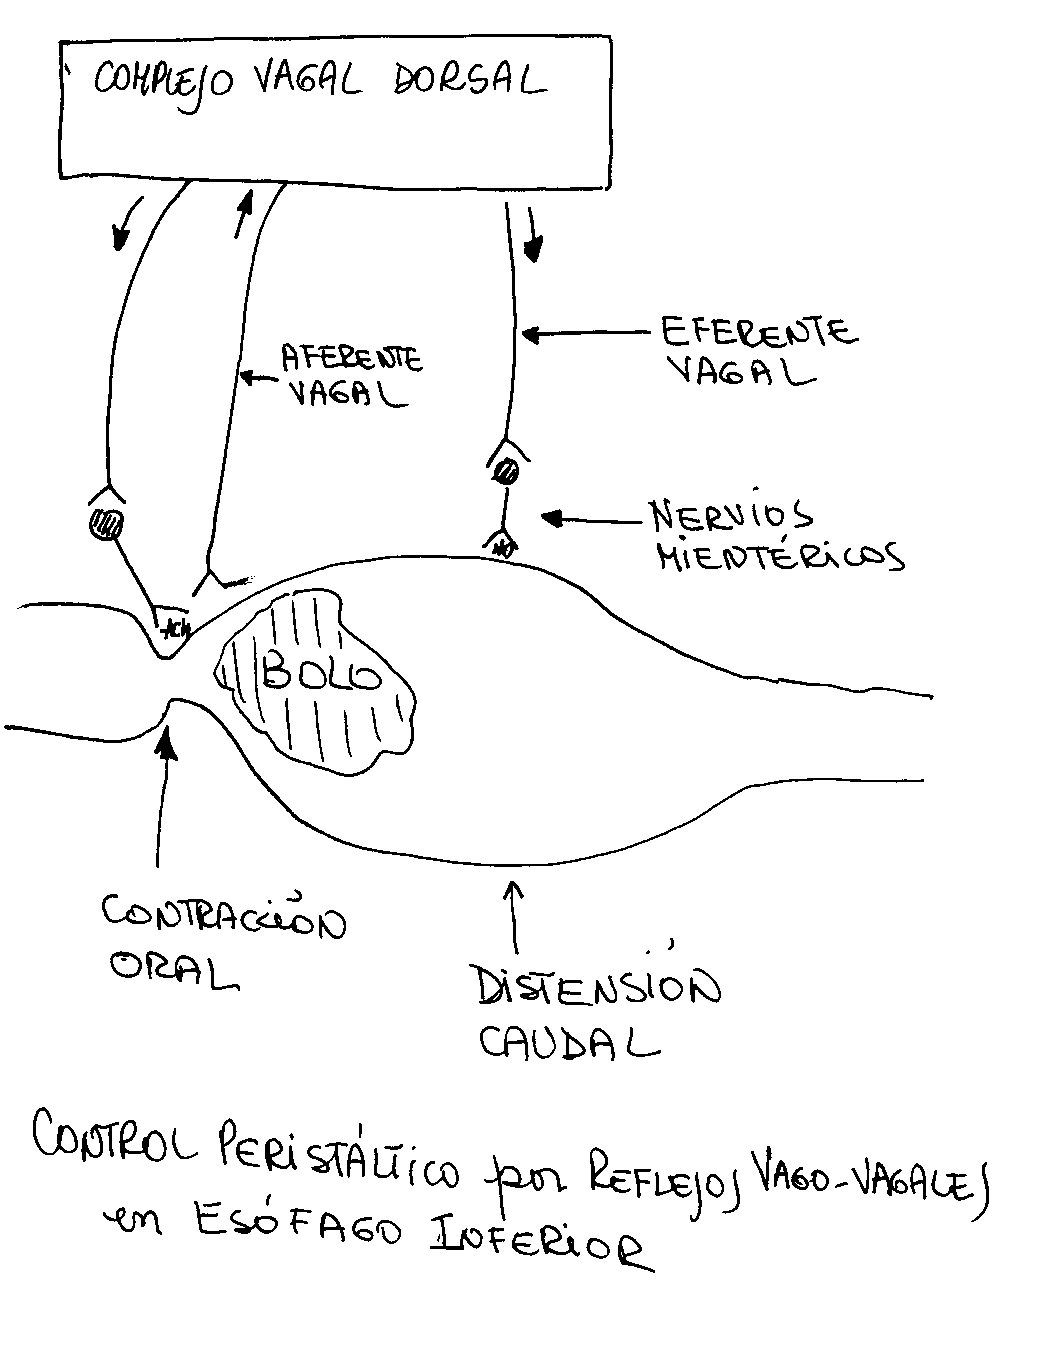 COMPLEJO VAGAL DORSAL
AFERENTE
VAGAL
EFERENTE
VAGAL
NERVIOS
MIENTÉRICOS
NO
ACh
BOLO
CONTRACCIÓN
ORAL
DISTENSIÓN
CAUDAL
CONTROL PERISTÁLTICO por REFLEJOS VAGO-VAGALES
en ESÓFAGO INFERIOR